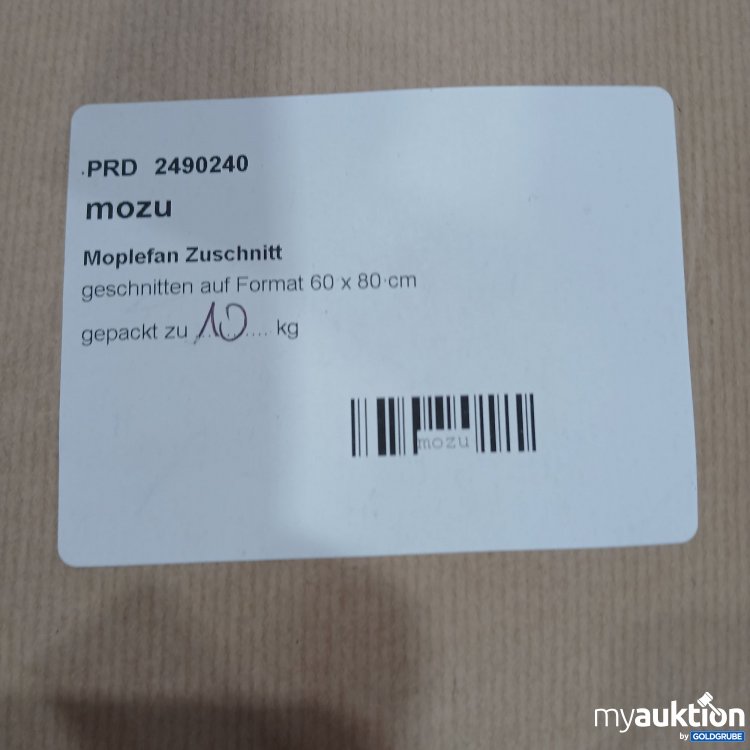 PRD 2490240
mozu
Moplefan Zuschnitt
geschnitten auf Format 60 x 80 cm
gepackt zu ...10.... kg
mozu
myauktion
by GOLDGRUBE